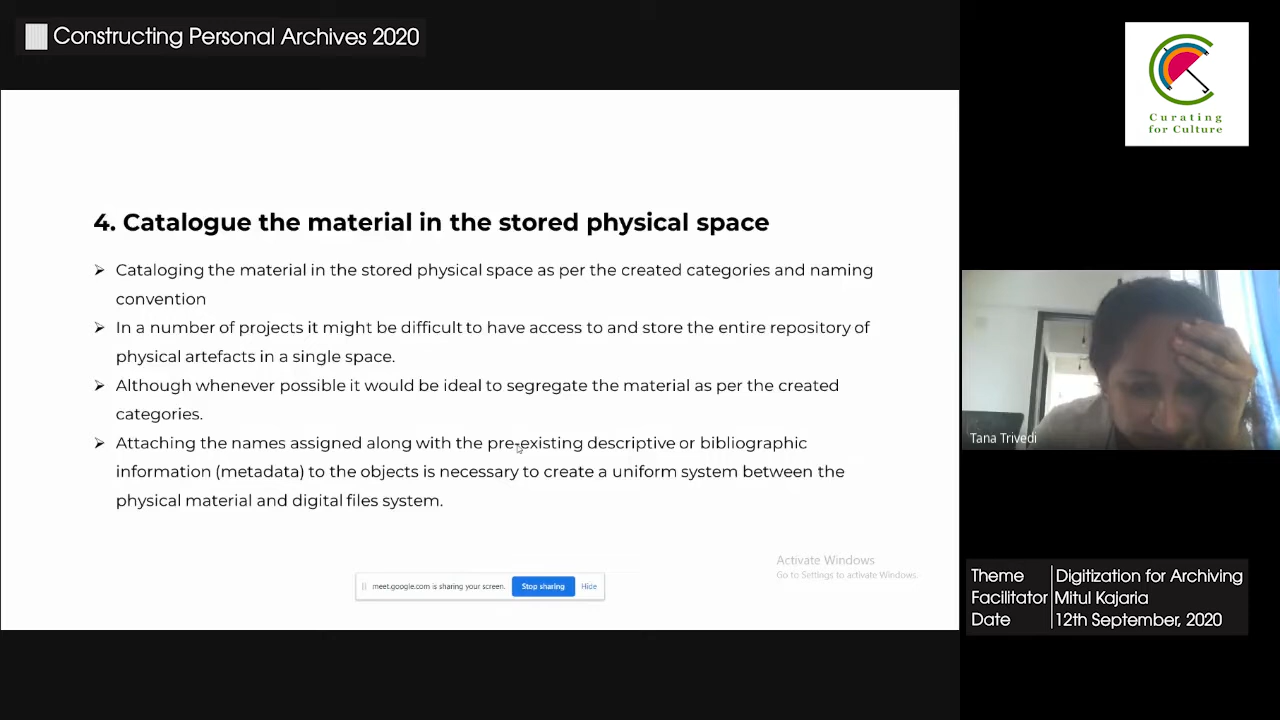 Constructing Personal Archives 2020
Curating
for Culture
4. Catalogue the material in the stored physical space
➤ Cataloging the material in the stored physical space as per the created categories and naming
convention
➤ In a number of projects it might be difficult to have access to and store the entire repository of
physical artefacts in a single space.
➤ Although whenever possible it would be ideal to segregate the material as per the created
categories.
➤ Attaching the names assigned along with the pre-existing descriptive or bibliographic
information (metadata) to the objects is necessary to create a uniform system between the
physical material and digital files system.
Activate Windows
Go to Settings to activate Windows.
meet.google.com is sharing your screen. Stop sharing Hide
Tana Trivedi
Theme Digitization for Archiving
Facilitator Mitul Kajaria
Date 12th September, 2020